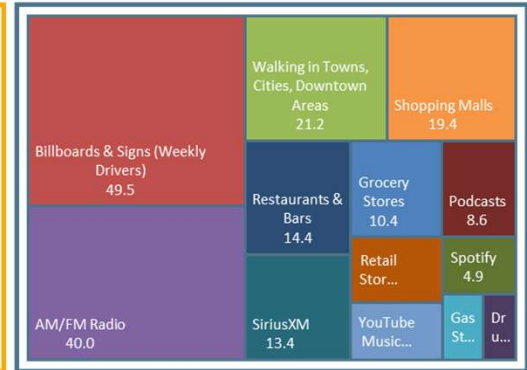 Billboards & Signs (Weekly
Drivers)
49.5
AM/FM Radio
40.0
Walking in Towns,
Cities, Downtown
Areas
21.2
Shopping Malls
19.4
Restaurants &
Bars
14.4
SiriusXM
13.4
Grocery
Stores
10.4
Retail
Stor...
YouTube
Music...
Podcasts
8.6
Spotify
4.9
Gas
St...
Dr
u...